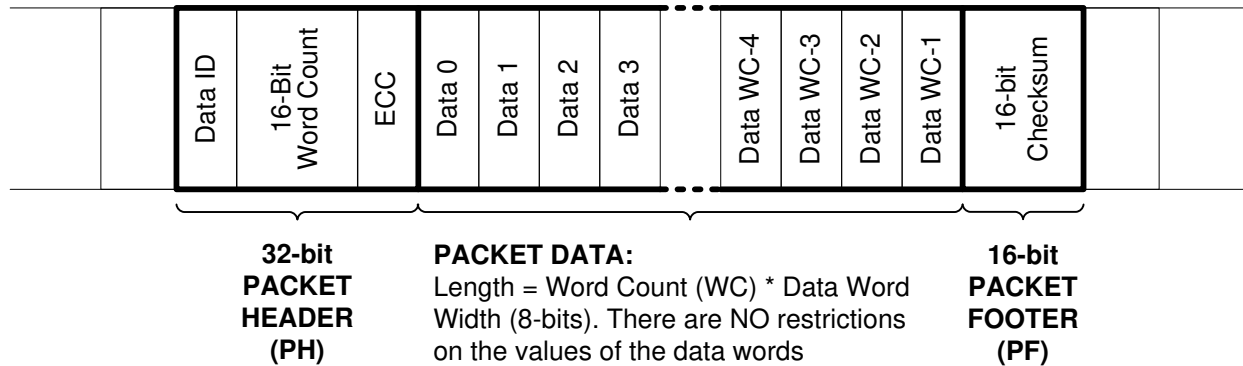 Data ID
16-Bit
Word Count
ECC
Data 0
Data 1
Data 2
Data 3
Data WC-4
Data WC-3
Data WC-2
Data WC-1
16-bit
Checksum
32-bit
PACKET
HEADER
(PH)
PACKET DATA:
Length = Word Count (WC) * Data Word
Width (8-bits). There are NO restrictions
on the values of the data words
16-bit
PACKET
FOOTER
(PF)